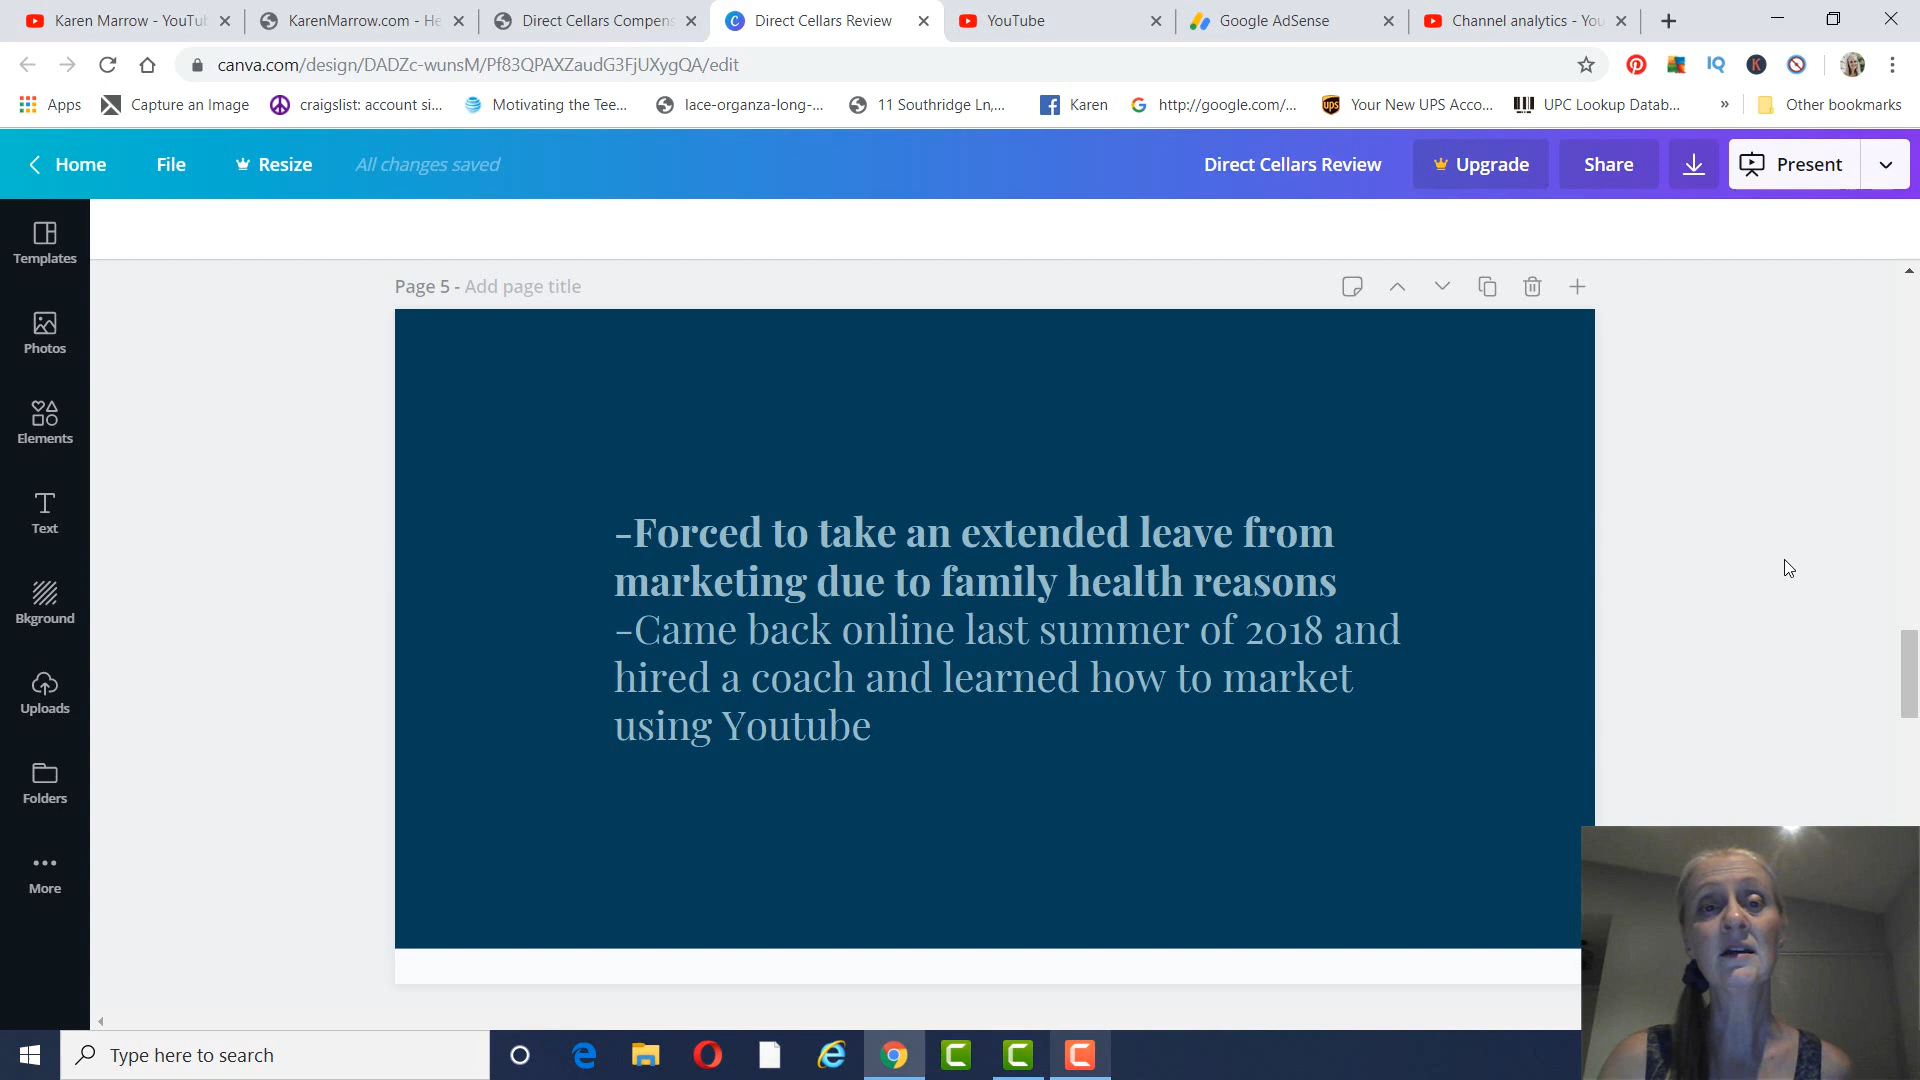 Karen Marrow - YouTu
KarenMarrow.com - He
Direct Cellars Compens
Direct Cellars Review
YouTube
Google AdSense
Channel analytics - You
canva.com/design/DADZc-wunsM/Pf83QPAXZaudG3FjUXygQA/edit
Apps
Capture an Image
craigslist: account si...
Motivating the Tee...
lace-organza-long-...
11 Southridge Ln,...
Karen
http://google.com/...
Your New UPS Acco...
UPC Lookup Datab...
»
Other bookmarks
Home
File
Resize
All changes saved
Direct Cellars Review
Upgrade
Share
Present
Templates
Photos
Elements
Text
Bkground
Uploads
Folders
More
Page 5 - Add page title
-Forced to take an extended leave from
marketing due to family health reasons
-Came back online last summer of 2018 and
hired a coach and learned how to market
using Youtube
Type here to search